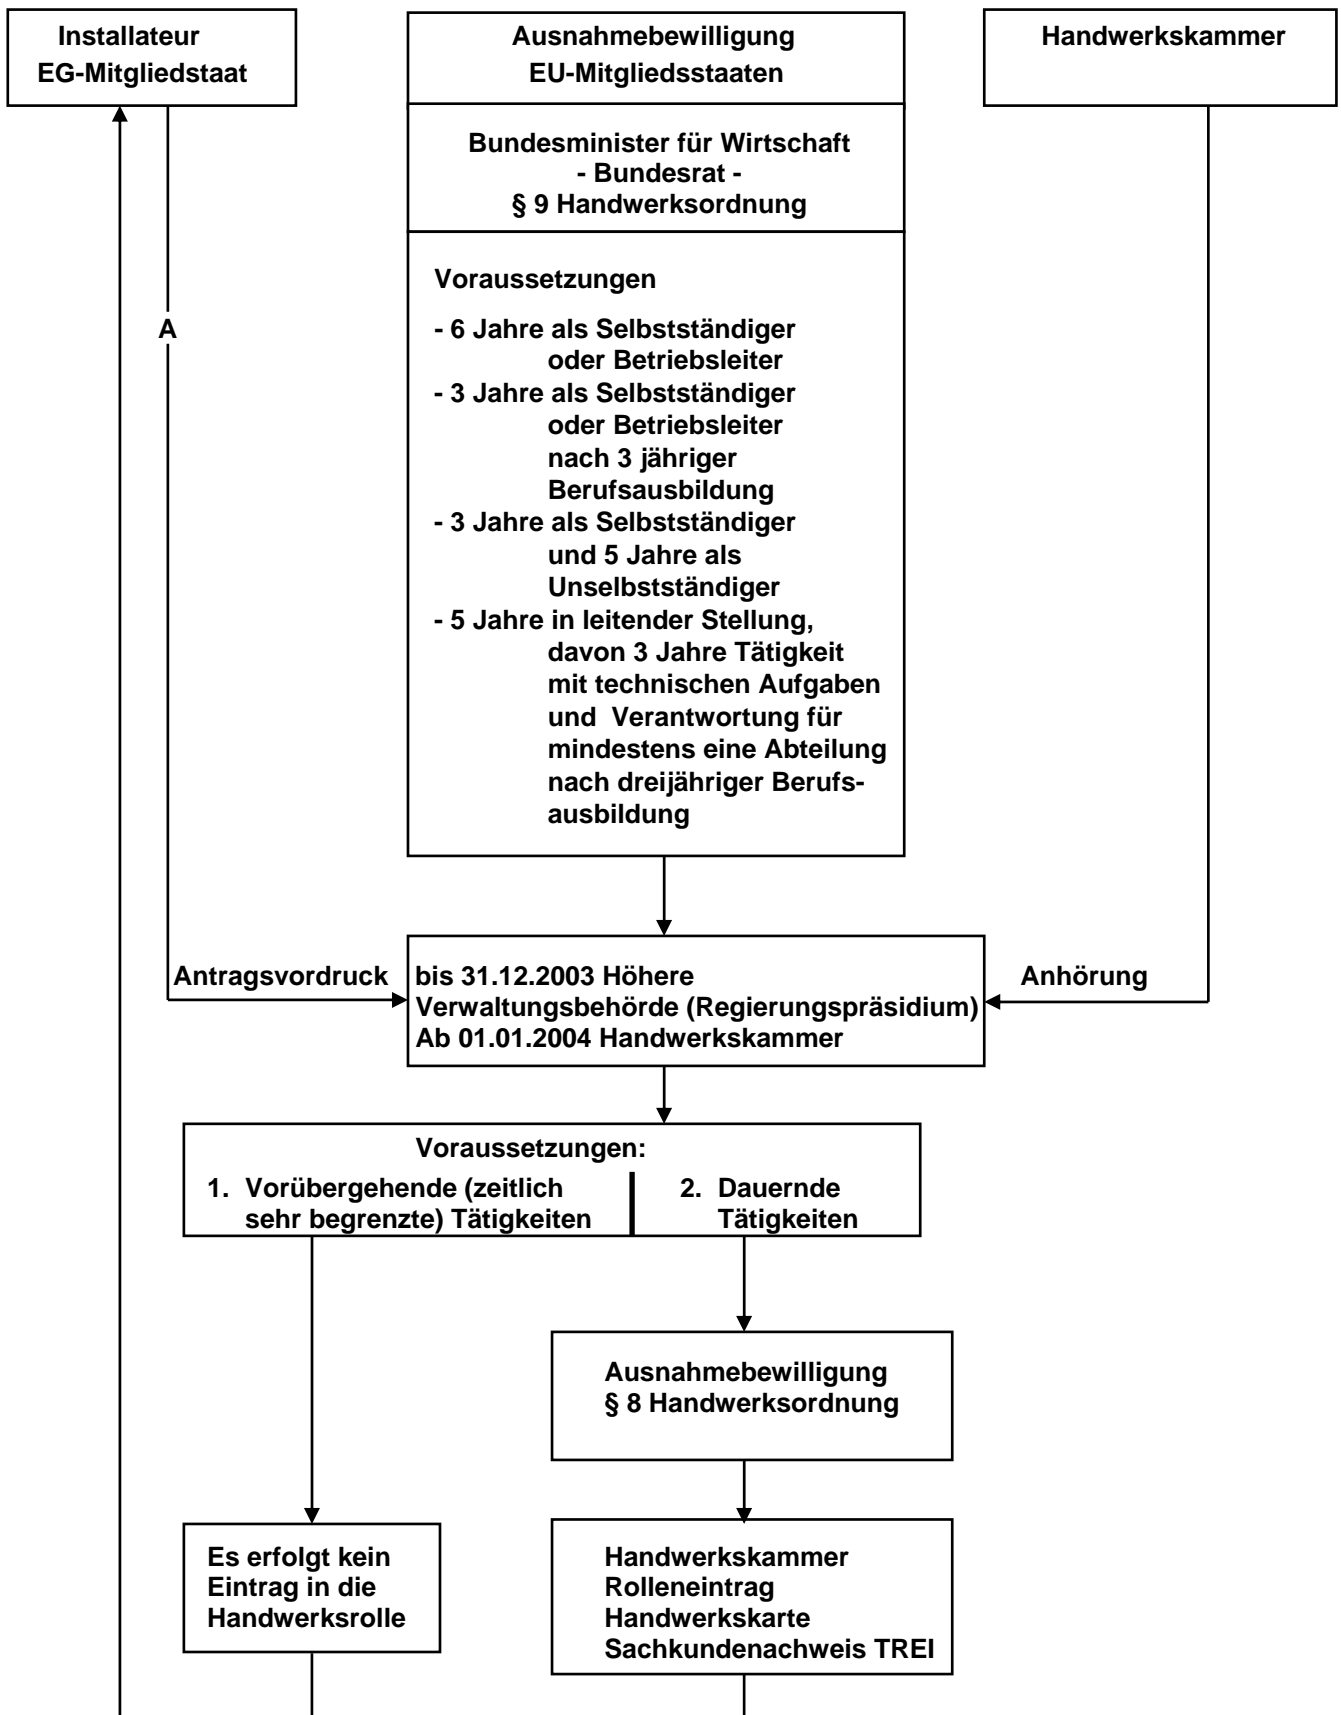 Installateur
EG-Mitgliedstaat
Ausnahmebewilligung
EU-Mitgliedsstaaten
Handwerkskammer
Bundesminister für Wirtschaft
- Bundesrat -
§ 9 Handwerksordnung
Voraussetzungen
- 6 Jahre als Selbstständiger
oder Betriebsleiter
- 3 Jahre als Selbstständiger
oder Betriebsleiter
nach 3 jähriger
Berufsausbildung
- 3 Jahre als Selbstständiger
und 5 Jahre als
Unselbstständiger
- 5 Jahre in leitender Stellung,
davon 3 Jahre Tätigkeit
mit technischen Aufgaben
und Verantwortung für
mindestens eine Abteilung
nach dreijähriger Berufs-
ausbildung
A
Antragsvordruck
bis 31.12.2003 Höhere
Verwaltungsbehörde (Regierungspräsidium)
Ab 01.01.2004 Handwerkskammer
Anhörung
Voraussetzungen:
1. Vorübergehende (zeitlich
sehr begrenzte) Tätigkeiten
2. Dauernde
Tätigkeiten
Ausnahmebewilligung
§ 8 Handwerksordnung
Es erfolgt kein
Eintrag in die
Handwerksrolle
Handwerkskammer
Rolleneintrag
Handwerkskarte
Sachkundenachweis TREI